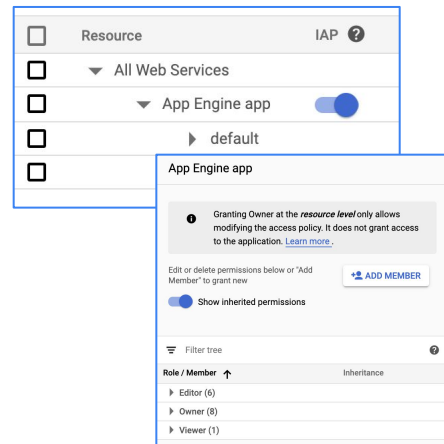 Resource IAP
All Web Services
App Engine app
default
App Engine app
Granting Owner at the resource level only allows
modifying the access policy. It does not grant access
to the application. Learn more .
Edit or delete permissions below or "Add
Member" to grant new
ADD MEMBER
Show inherited permissions
Filter tree
Role / Member Inheritance
Editor (6)
Owner (8)
Viewer (1)